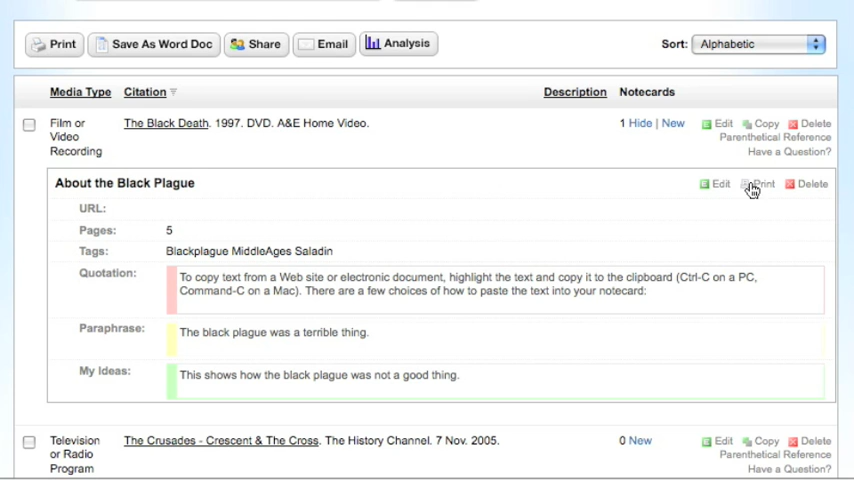 Print Save As Word Doc Share Email Analysis Sort: Alphabetic
Media Type Citation Description Notecards
Film or The Black Death. 1997. DVD. A&E Home Video. 1 Hide | New Edit Copy Delete
Video Parenthetical Reference
Recording Have a Question?
About the Black Plague Edit Print Delete
URL:
Pages: 5
Tags: Blackplague MiddleAges Saladin
Quotation: To copy text from a Web site or electronic document, highlight the text and copy it to the clipboard (Ctrl-C on a PC,
Command-C on a Mac). There are a few choices of how to paste the text into your notecard:
Paraphrase: The black plague was a terrible thing.
My Ideas: This shows how the black plague was not a good thing.
Television The Crusades - Crescent & The Cross. The History Channel. 7 Nov. 2005. 0 New Edit Copy Delete
or Radio Parenthetical Reference
Program Have a Question?